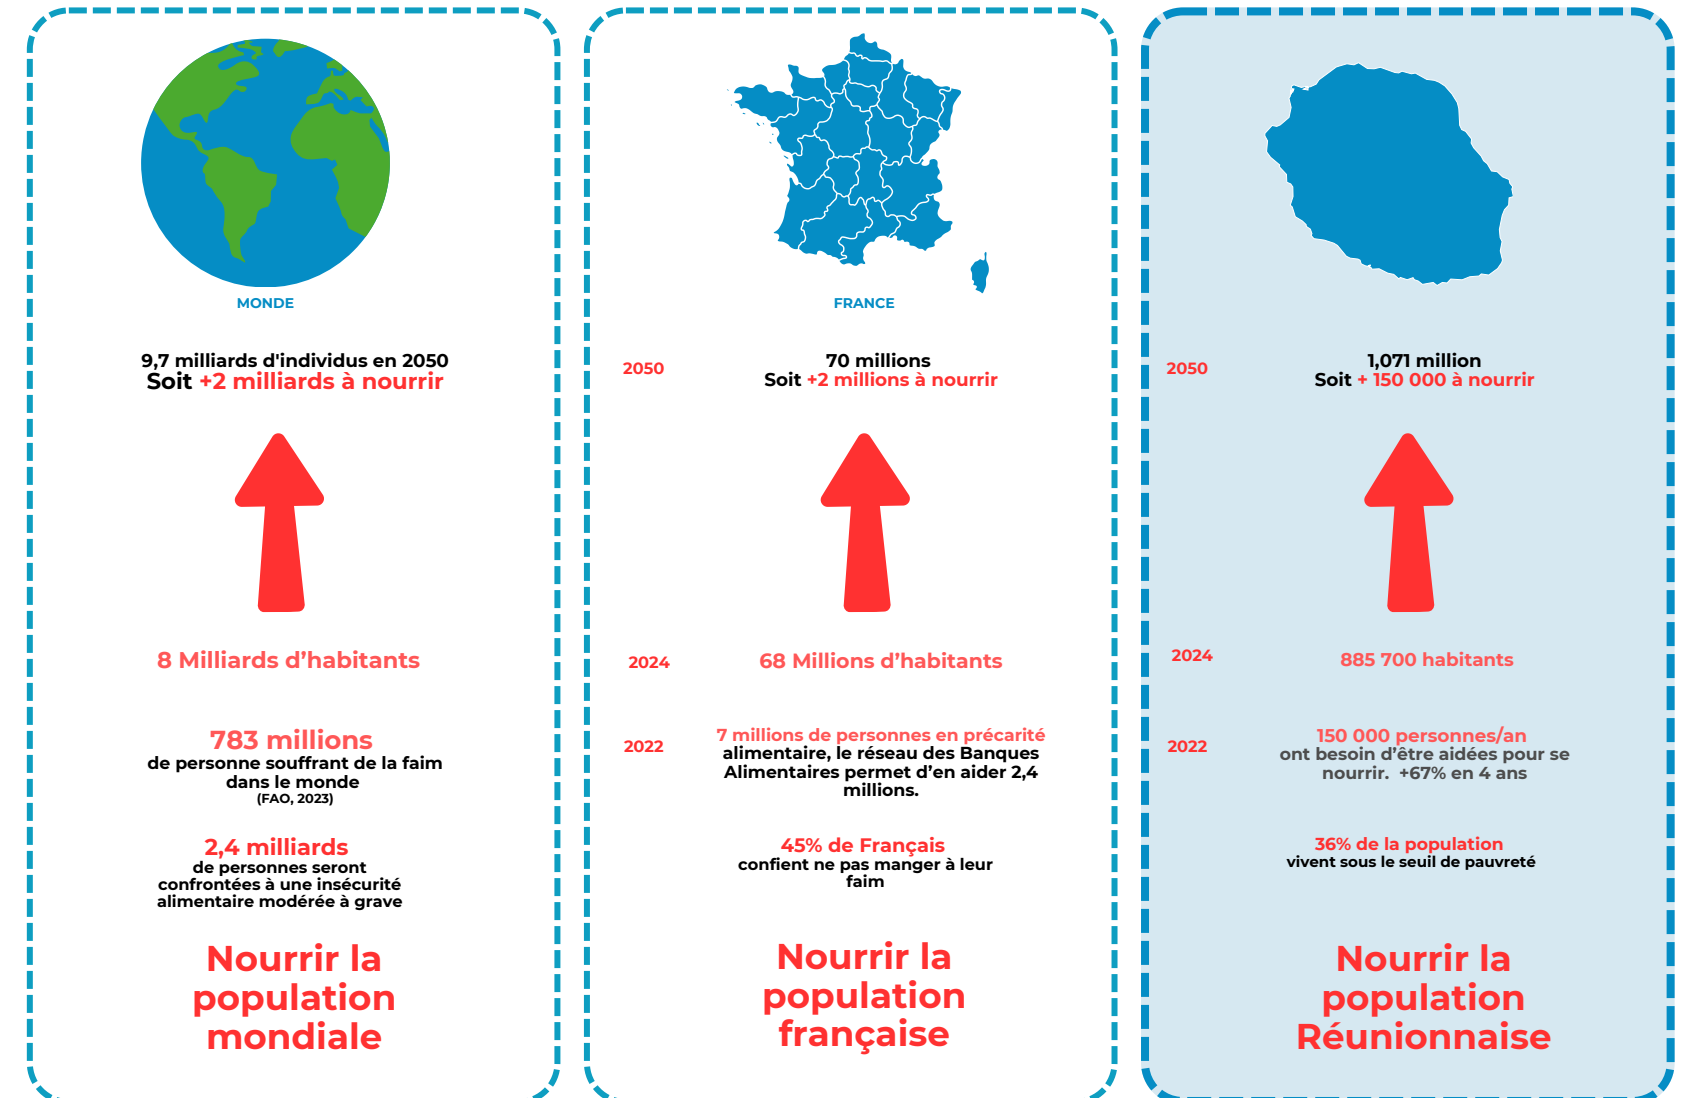 MONDE
9,7 milliards d'individus en 2050
Soit +2 milliards à nourrir
8 Milliards d’habitants
783 millions
de personne souffrant de la faim
dans le monde
(FAO, 2023)
2,4 milliards
de personnes seront
confrontées à une insécurité
alimentaire modérée à grave
Nourrir la
population
mondiale
FRANCE
2050
70 millions
Soit +2 millions à nourrir
2024
68 Millions d’habitants
2022
7 millions de personnes en précarité
alimentaire, le réseau des Banques
Alimentaires permet d’en aider 2,4
millions.
45% de Français
confient ne pas manger à leur
faim
Nourrir la
population
française
2050
1,071 million
Soit + 150 000 à nourrir
2024
885 700 habitants
2022
150 000 personnes/an
ont besoin d’être aidées pour se
nourrir. +67% en 4 ans
36% de la population
vivent sous le seuil de pauvreté
Nourrir la
population
Réunionnaise